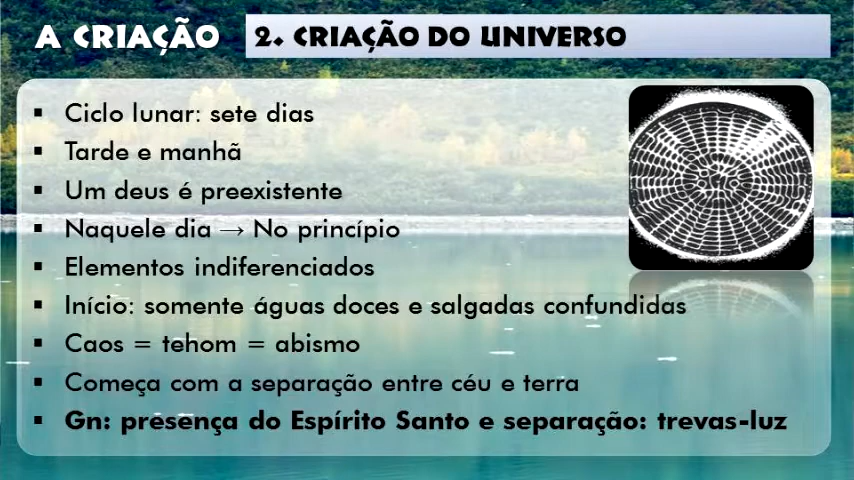 A CRIAÇÃO
2. CRIAÇÃO DO UNIVERSO
▪ Ciclo lunar: sete dias
▪ Tarde e manhã
▪ Um deus é preexistente
▪ Naquele dia → No princípio
▪ Elementos indiferenciados
▪ Início: somente águas doces e salgadas confundidas
▪ Caos = tehom = abismo
▪ Começa com a separação entre céu e terra
▪ Gn: presença do Espírito Santo e separação: trevas-luz